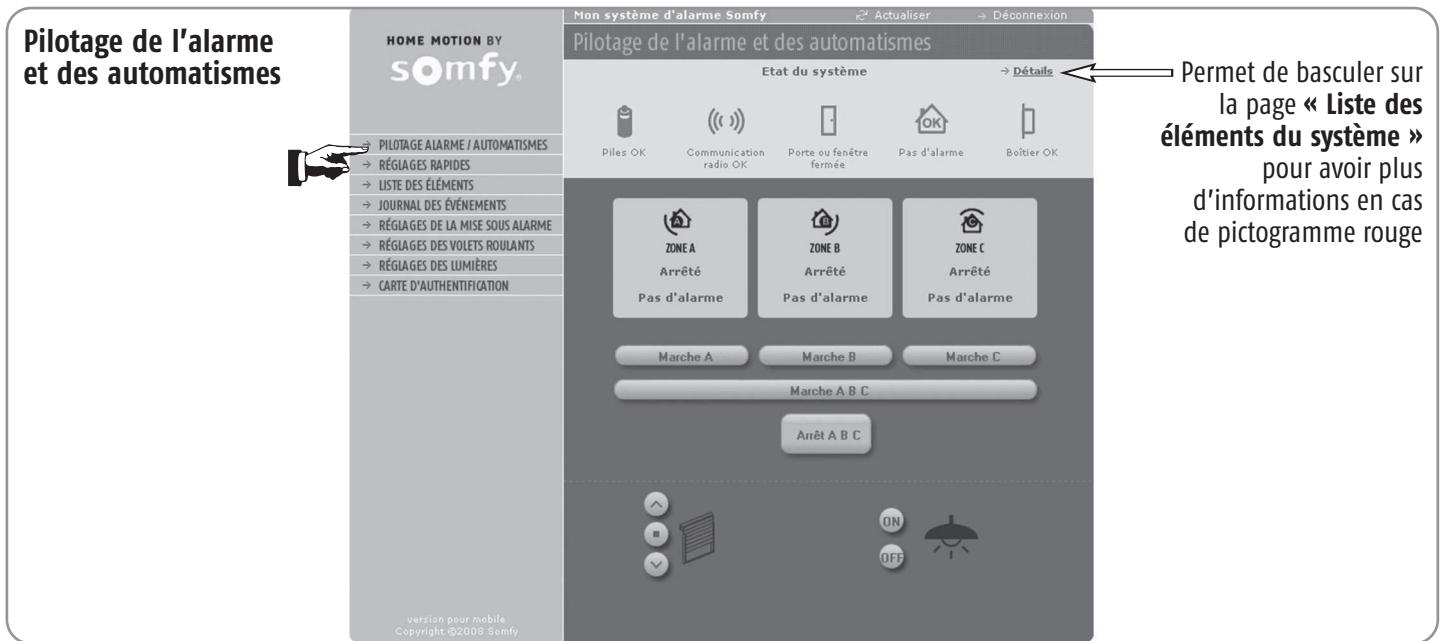 Pilotage de l'alarme
et des automatismes
HOME MOTION BY
somfy.
→ PILOTAGE ALARME / AUTOMATISMES
→ RÉGLAGES RAPIDES
→ LISTE DES ÉLÉMENTS
→ JOURNAL DES ÉVÉNEMENTS
→ RÉGLAGES DE LA MISE SOUS ALARME
→ RÉGLAGES DES VOLETS ROULANTS
→ RÉGLAGES DES LUMIÈRES
→ CARTE D'AUTHENTIFICATION
version pour mobile
Copyright ©2008 Somfy
Mon système d'alarme Somfy Actualiser → Déconnexion
Pilotage de l'alarme et des automatismes
Etat du système → Détails
Piles OK
Communication
radio OK
Porte ou fenêtre
fermée
OK
Pas d'alarme
Boîtier OK
A
ZONE A
Arrêté
Pas d'alarme
B
ZONE B
Arrêté
Pas d'alarme
C
ZONE C
Arrêté
Pas d'alarme
Marche A
Marche B
Marche C
Marche A B C
Arrêt A B C
ON
OFF
Permet de basculer sur
la page « Liste des
éléments du système »
pour avoir plus
d'informations en cas
de pictogramme rouge